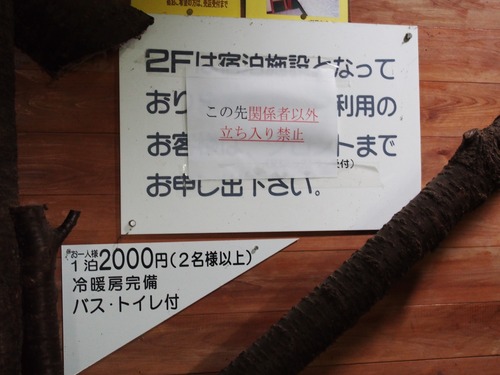 2Fは宿泊施設となって
おり
利用の
お客
トまで
付)
お申し出下さい。
この先関係者以外
立ち入り禁止
お一人様
1泊2000円(2名様以上)
冷暖房完備
バス・トイレ付